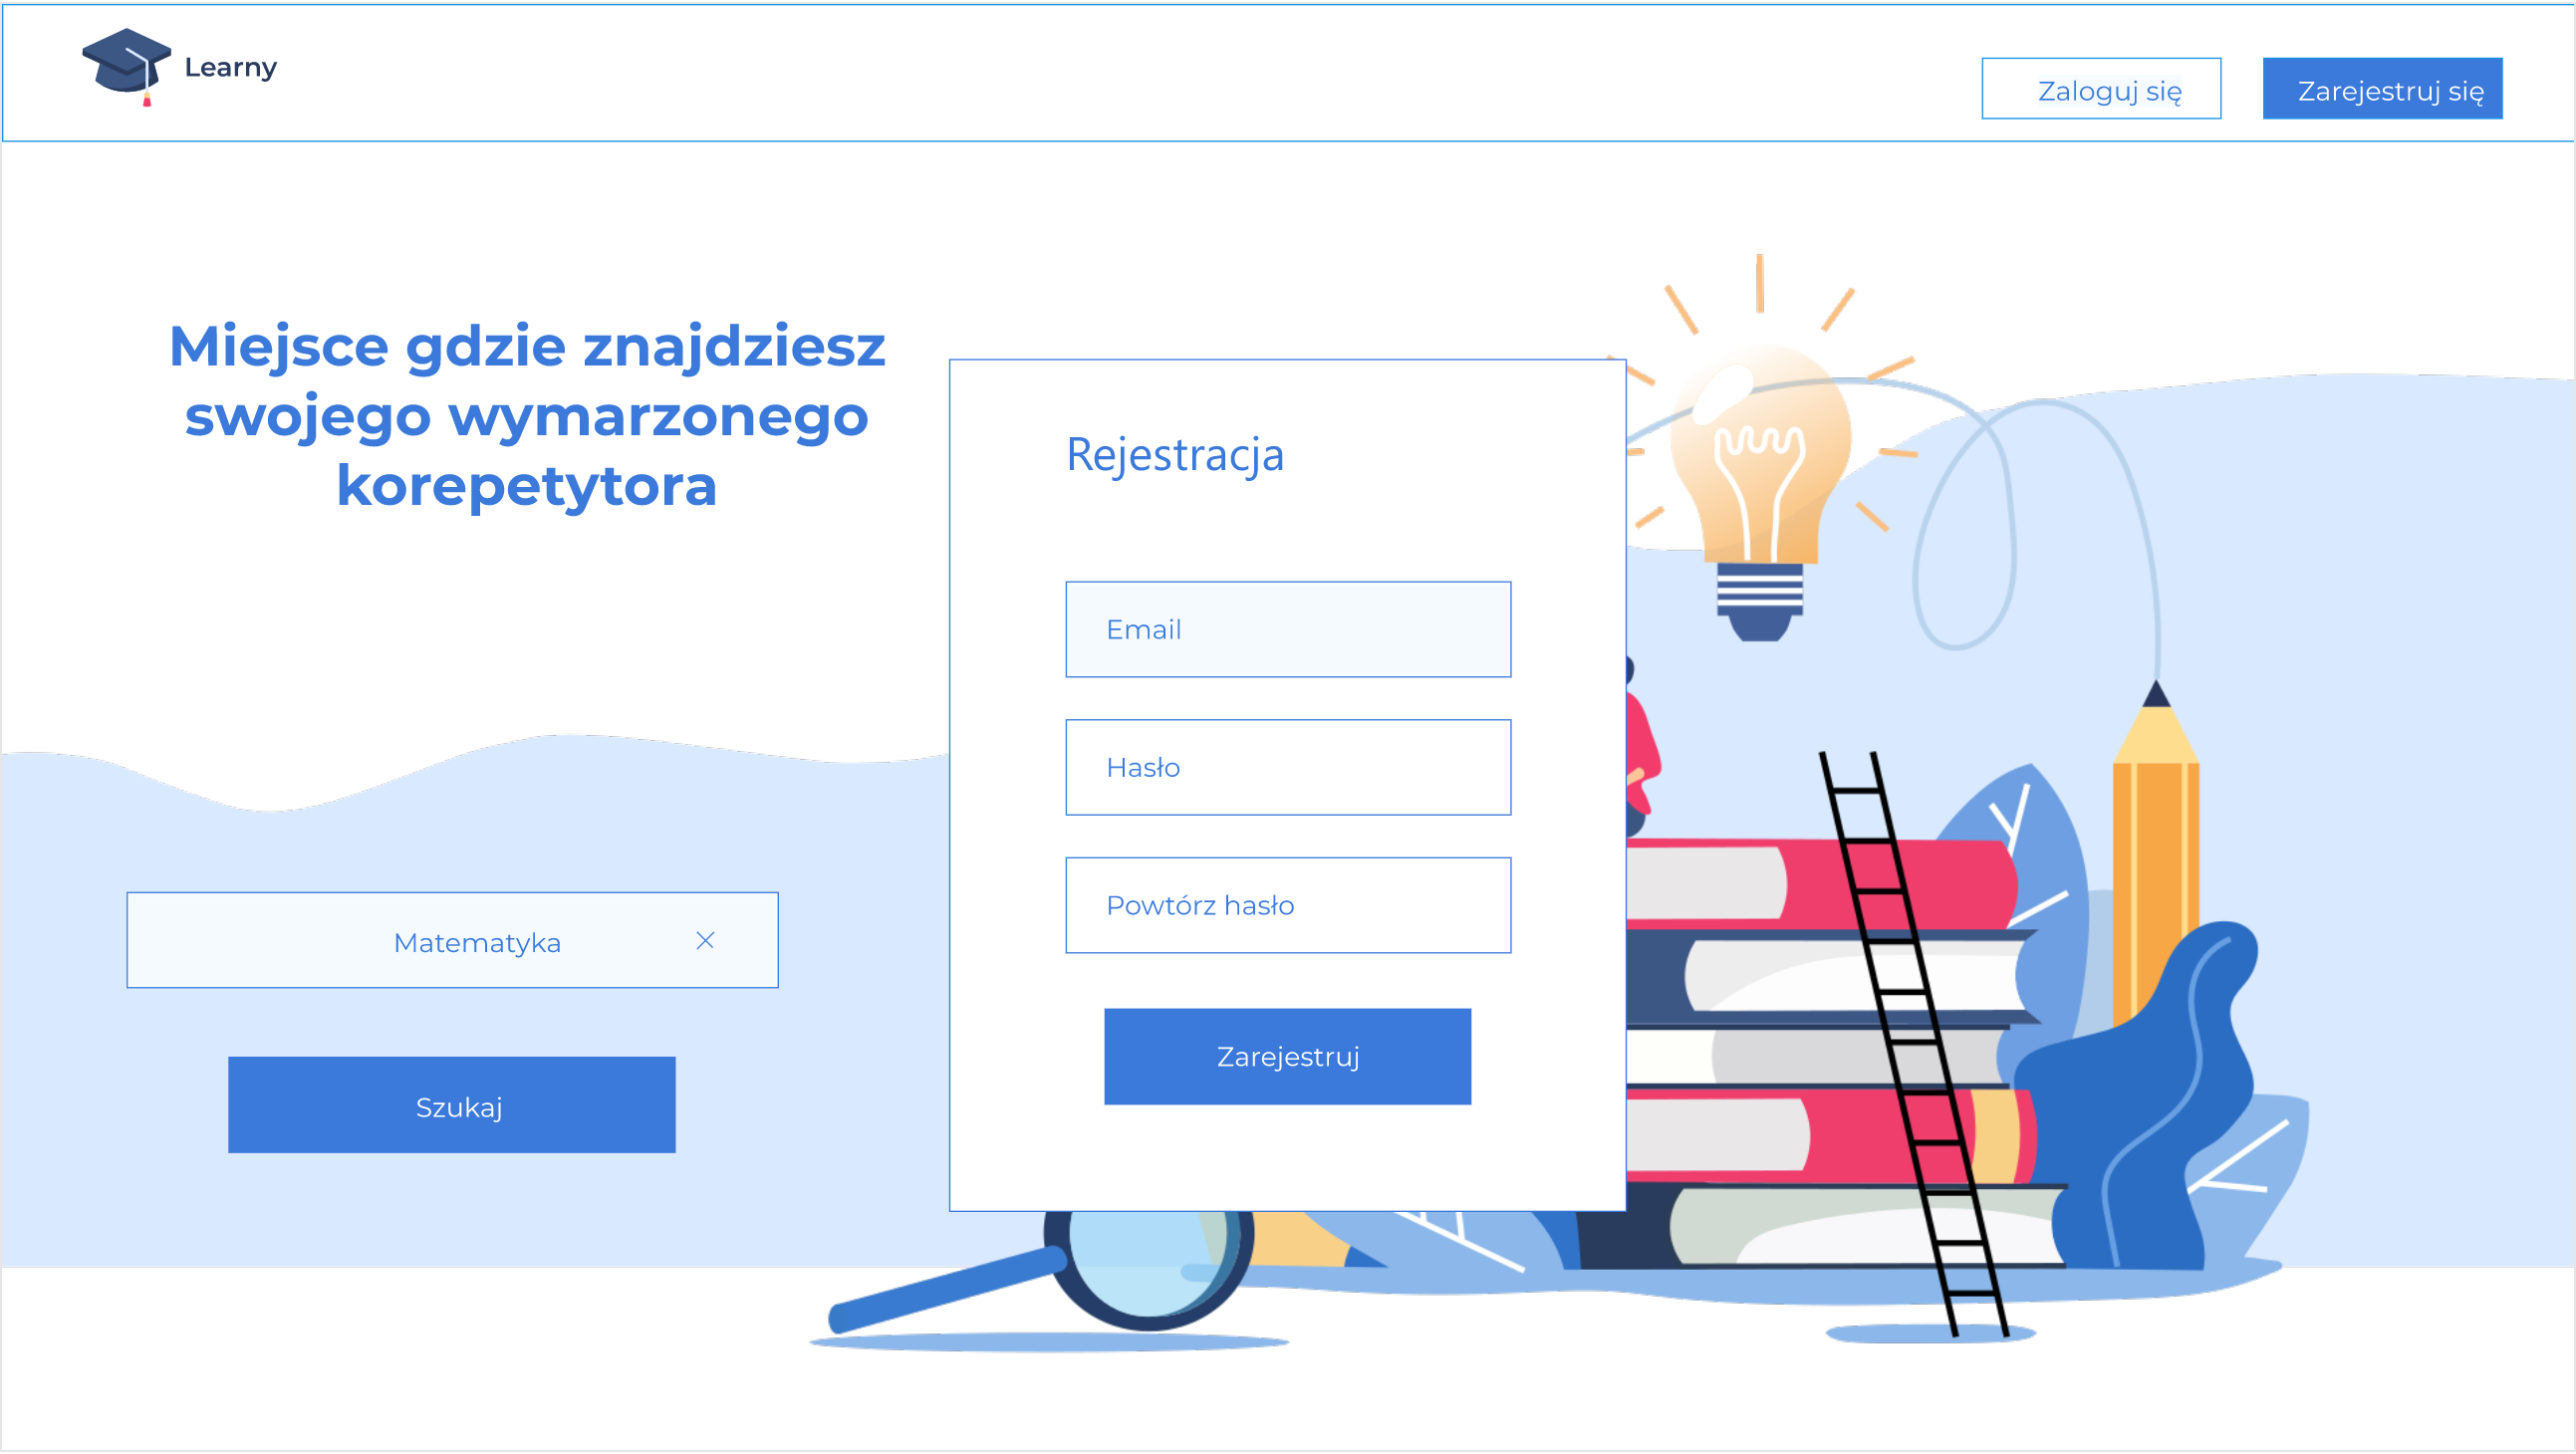 Learny
Zaloguj się
Zarejestruj się
Miejsce gdzie znajdziesz
swojego wymarzonego
korepetytora
Matematyka
Szukaj
Rejestracja
Email
Hasło
Powtórz hasło
Zarejestruj